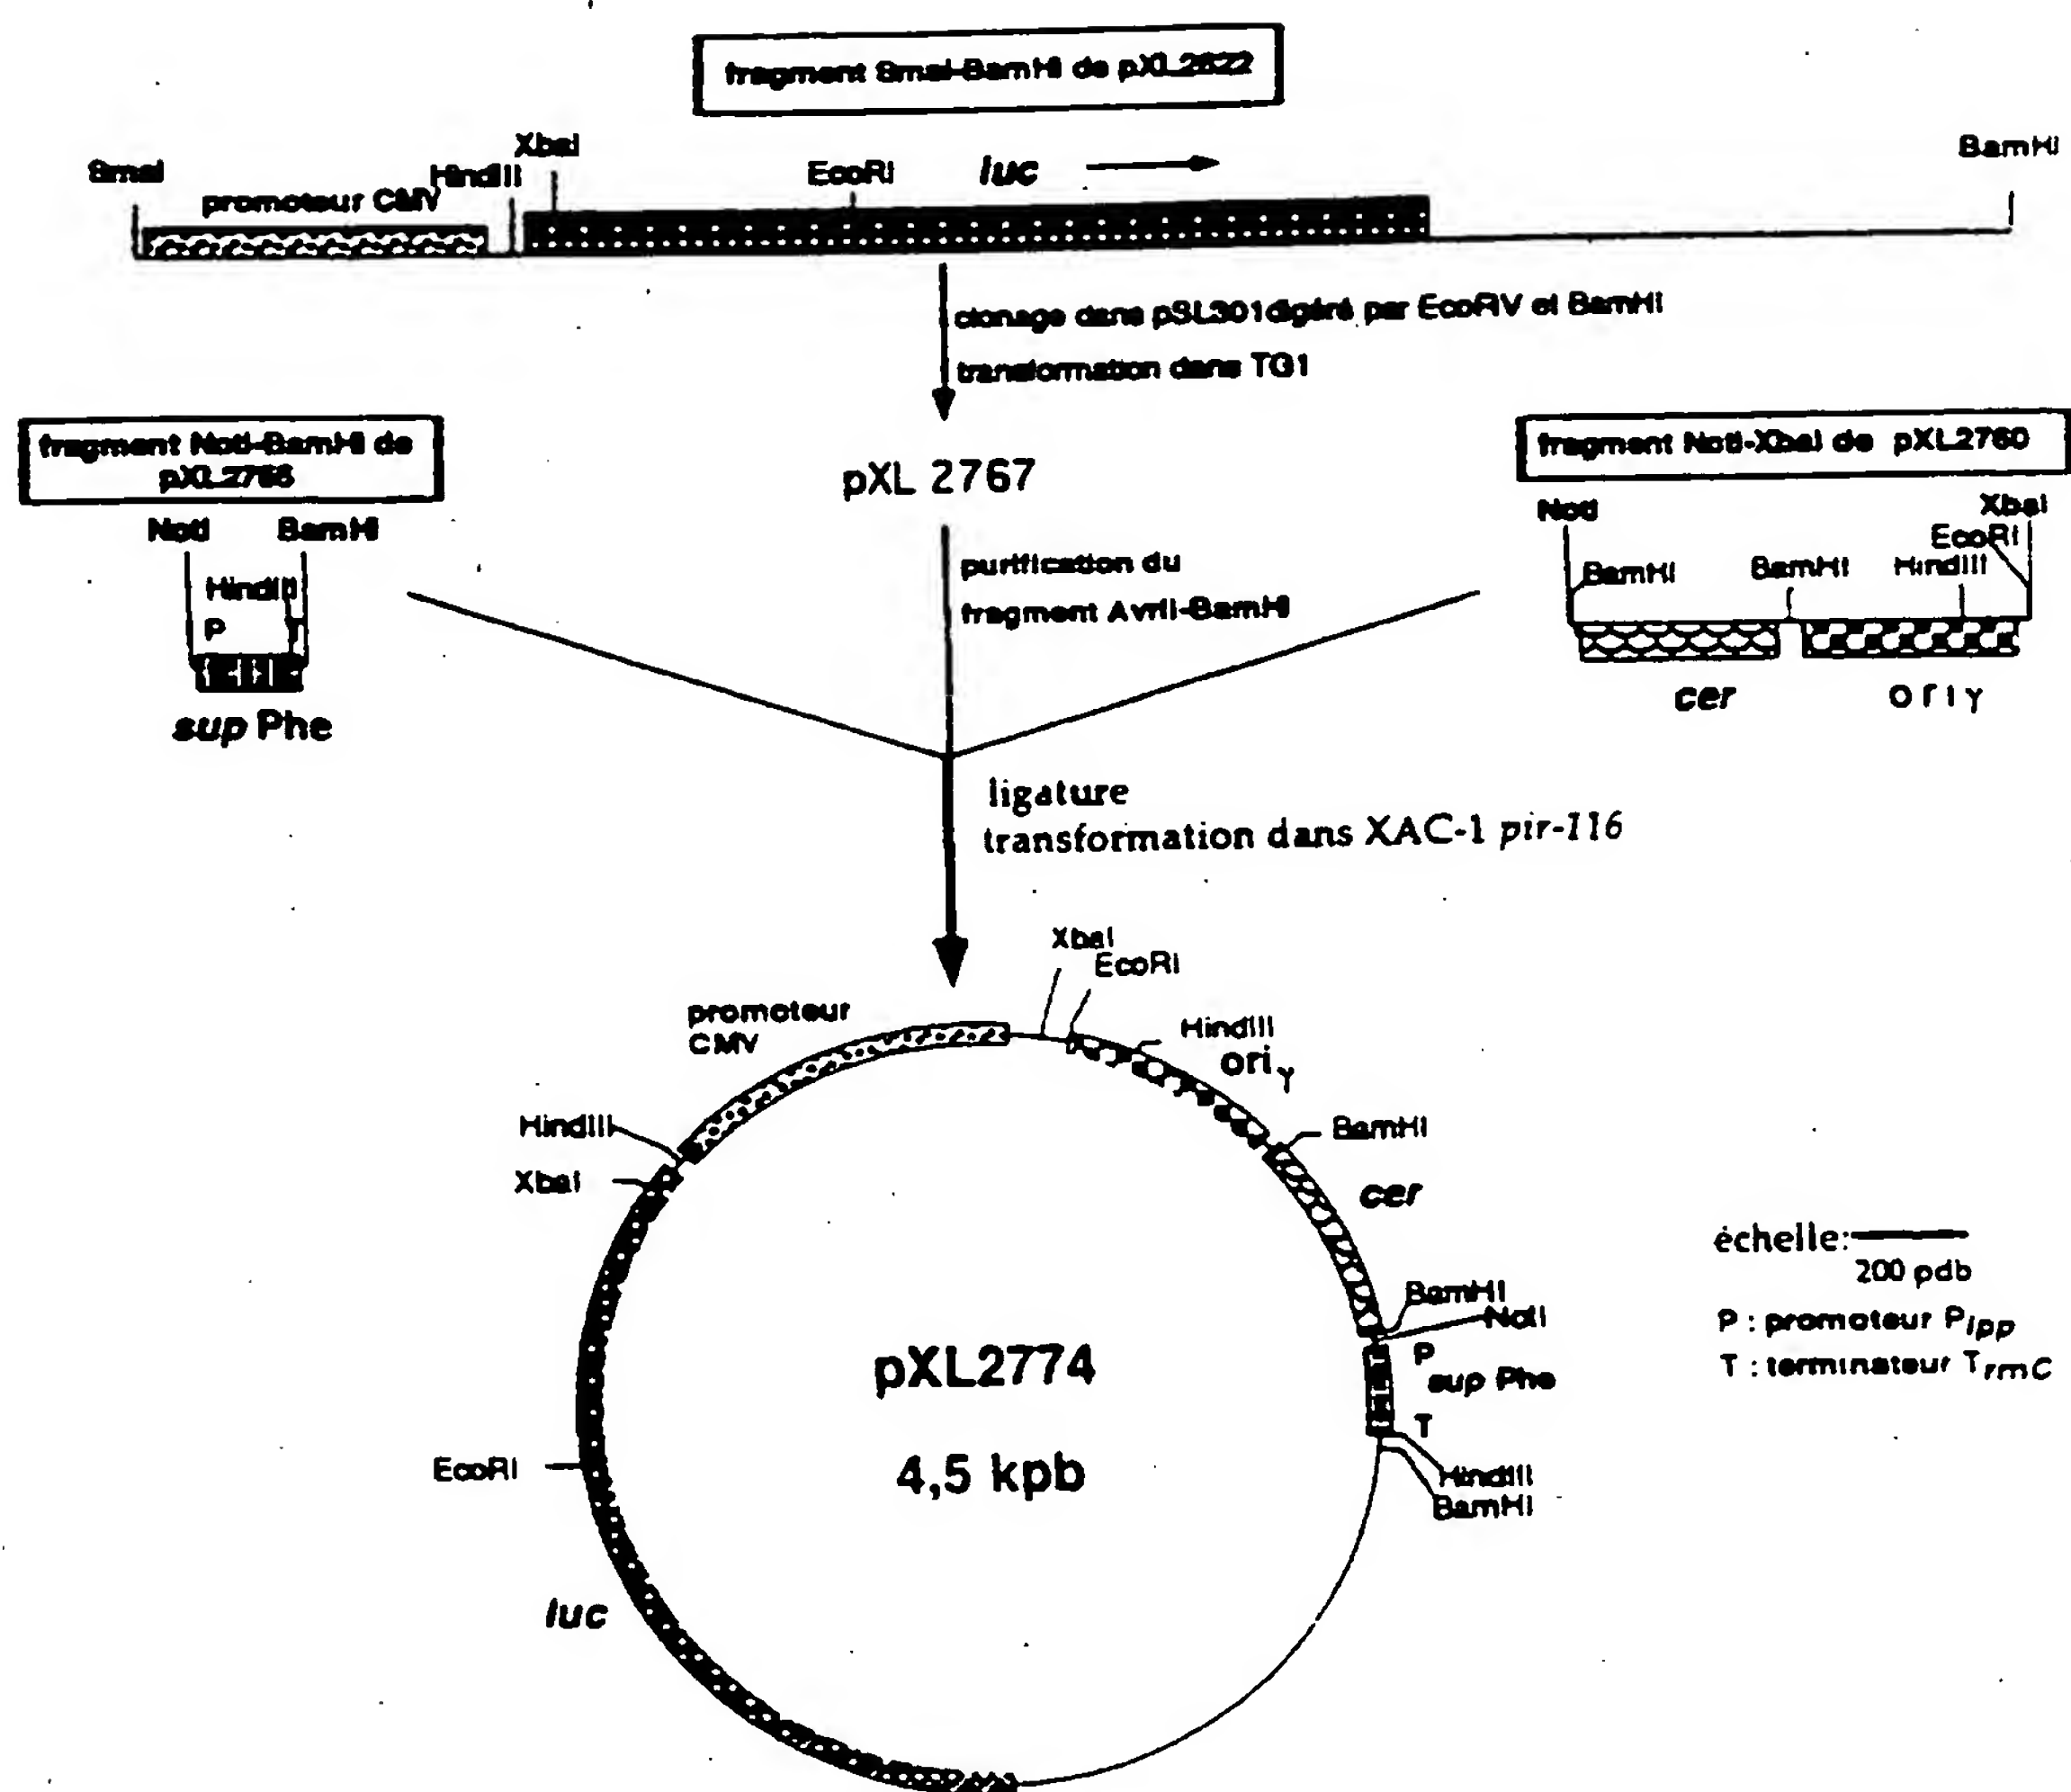 fragment SmaI-BamHI de pXL2622
SmaI
promoteur CMV
HindIII
XbaI
EcoRI
luc
BamHI
clonage dans pSL301 digéré par EcoRV et BamHI
transformation dans TG1
fragment NotI-BamHI de
NotI
BamHI
HindIII
P
sup Phe
pXL 2767
purification du
fragment AvrII-BamHI
fragment NotI-XbaI de pXL2760
NotI
XbaI
EcoRI
BamHI
BamHI
HindIII
cer
ori γ
ligature
transformation dans XAC-1 pir-116
XbaI
EcoRI
promoteur
CMV
HindIII
ori γ
HindIII
BamHI
XbaI
cer
BamHI
NotI
P
sup Phe
T
HindIII
BamHI
EcoRI
luc
pXL2774
4,5 kpb
échelle:
200 pdb
P : promoteur Plpp
T : terminateur TrrnC